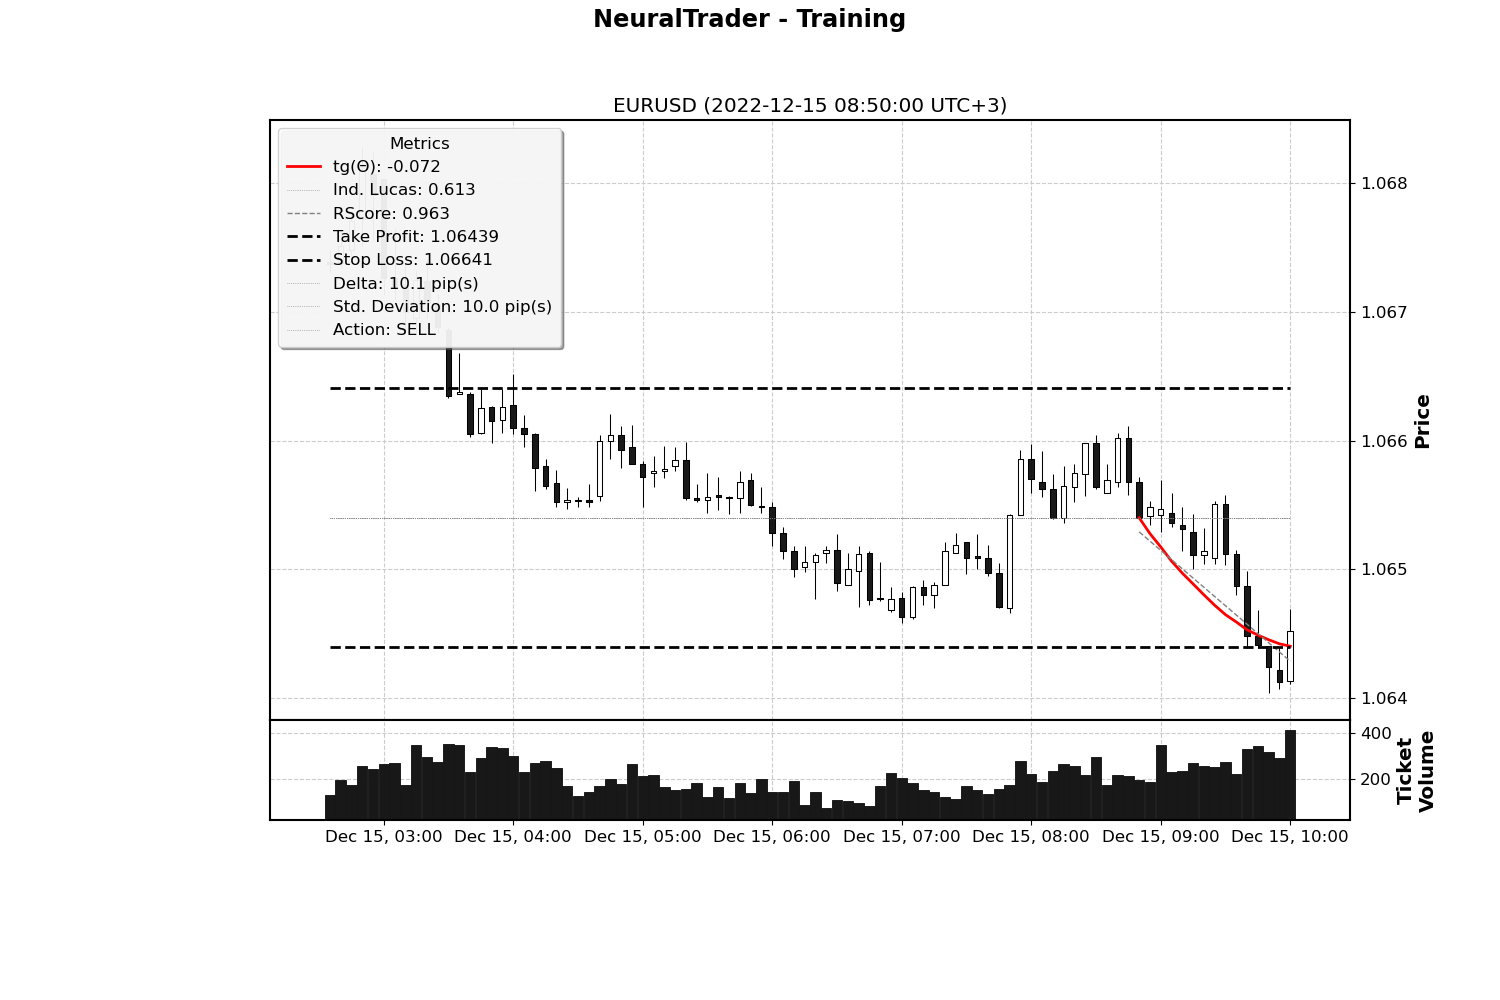 NeuralTrader - Training
EURUSD (2022-12-15 08:50:00 UTC+3)
Metrics
tg(Θ): -0.072
Ind. Lucas: 0.613
RScore: 0.963
Take Profit: 1.06439
Stop Loss: 1.06641
Delta: 10.1 pip(s)
Std. Deviation: 10.0 pip(s)
Action: SELL
1.068
1.067
1.066
1.065
1.064
Price
400
200
Ticket
Volume
Dec 15, 03:00 Dec 15, 04:00 Dec 15, 05:00 Dec 15, 06:00 Dec 15, 07:00 Dec 15, 08:00 Dec 15, 09:00 Dec 15, 10:00